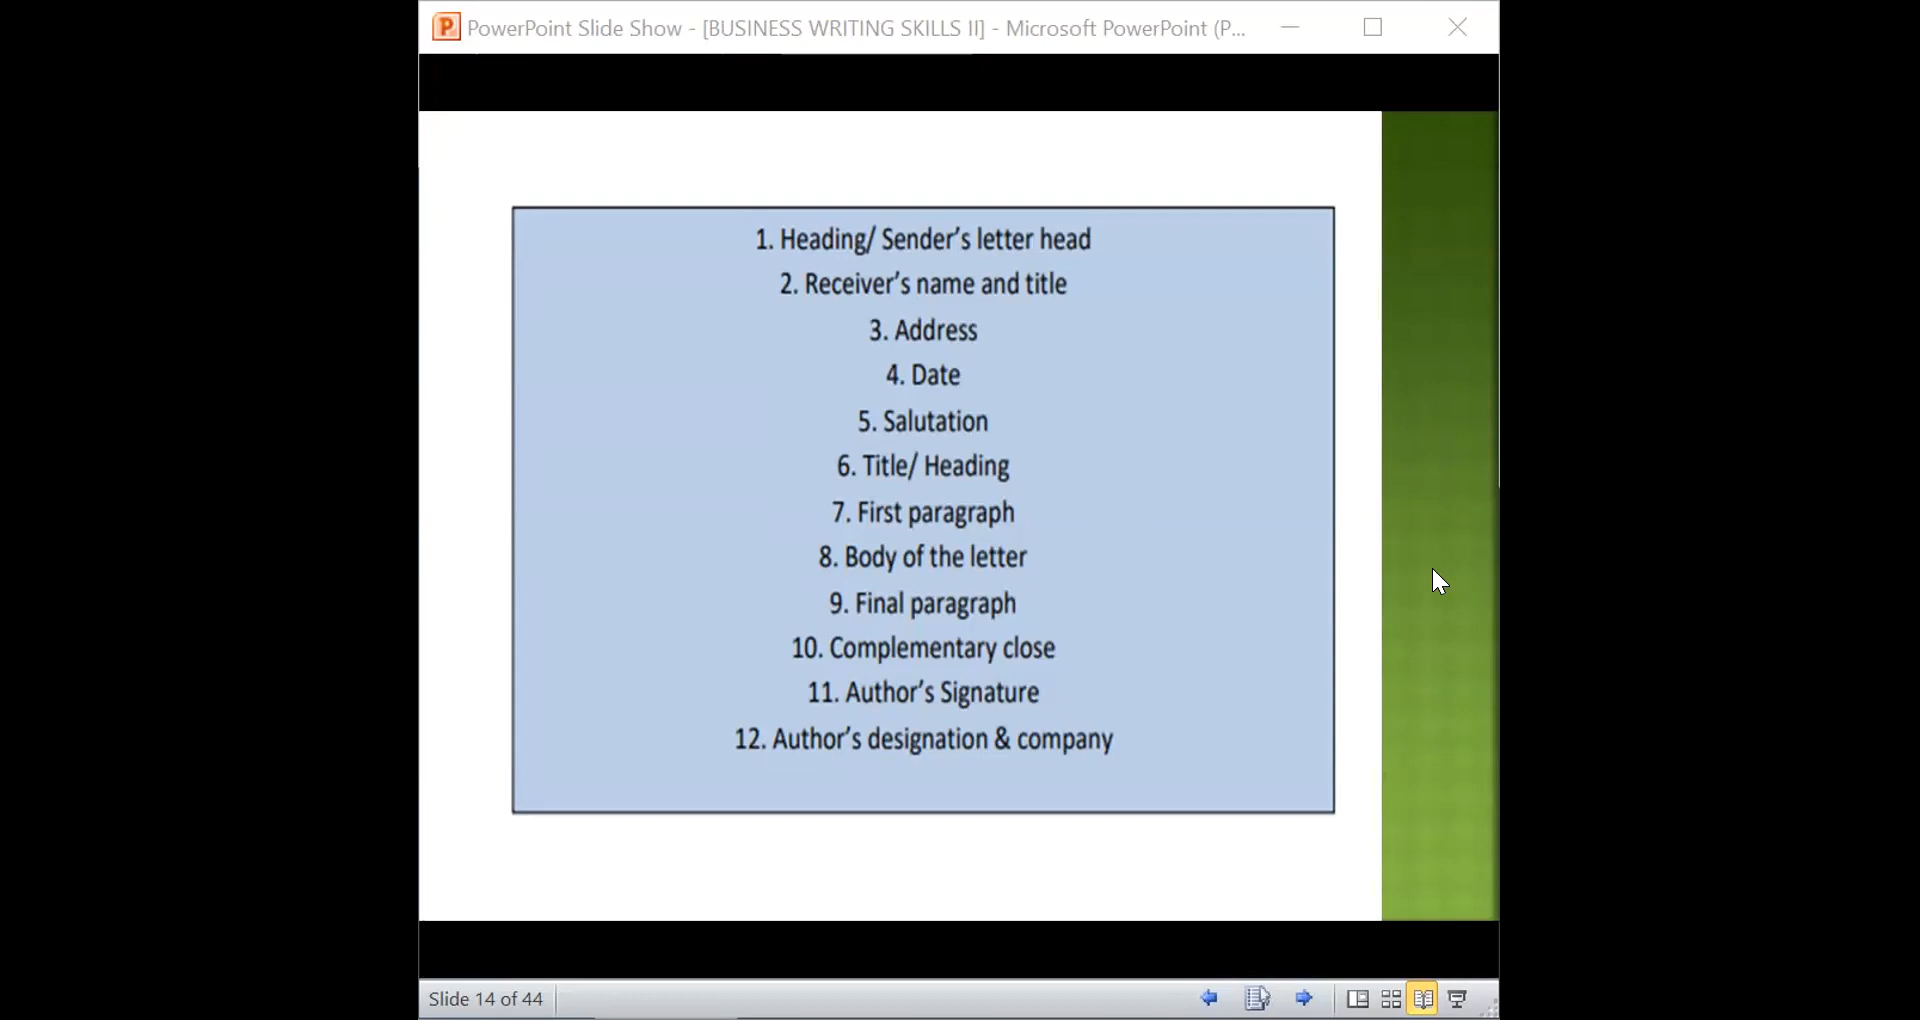 PowerPoint Slide Show - [BUSINESS WRITING SKILLS II] - Microsoft PowerPoint (P...
1. Heading/ Sender’s letter head
2. Receiver’s name and title
3. Address
4. Date
5. Salutation
6. Title/ Heading
7. First paragraph
8. Body of the letter
9. Final paragraph
10. Complementary close
11. Author’s Signature
12. Author’s designation & company
Slide 14 of 44